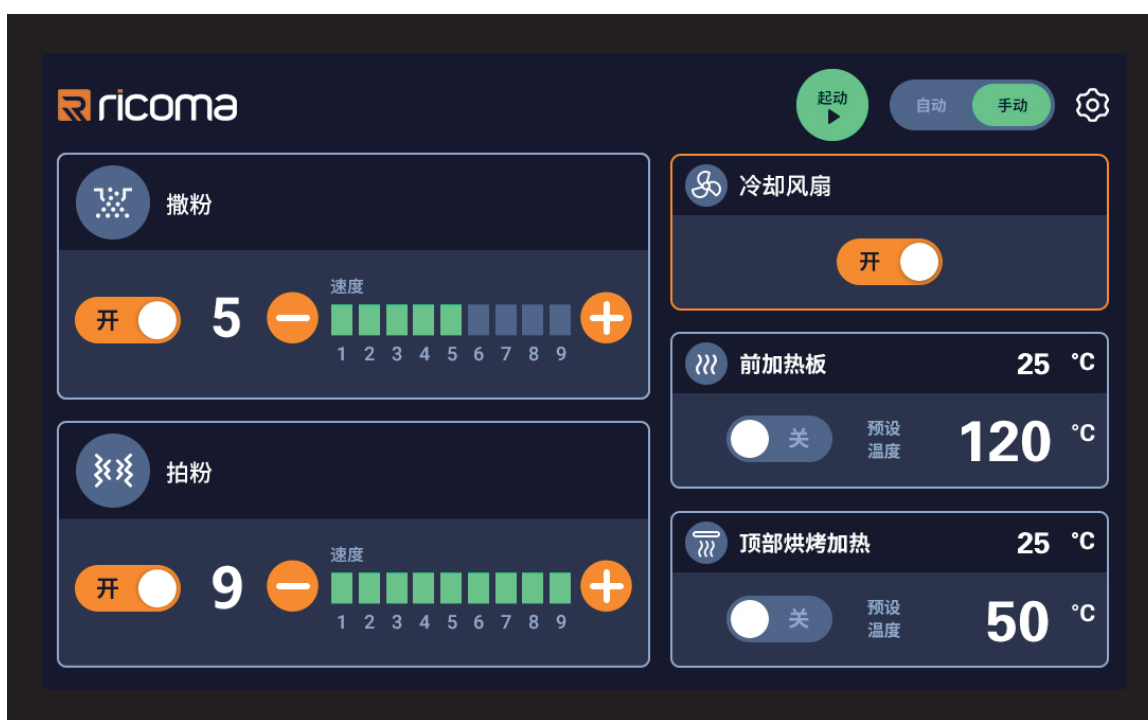 ricoma
起动
自动
手动
撒粉
开
5
速度
1 2 3 4 5 6 7 8 9
拍粉
开
9
速度
1 2 3 4 5 6 7 8 9
冷却风扇
开
前加热板 25 °C
关
预设
温度
120 °C
顶部烘烤加热 25 °C
关
预设
温度
50 °C